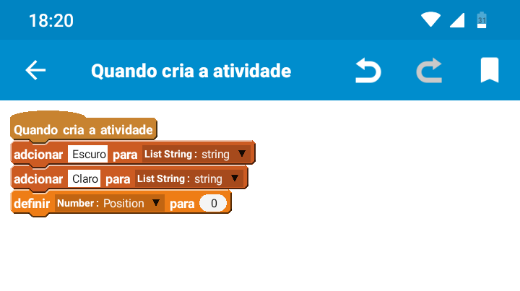 18:20
Quando cria a atividade
Quando cria a atividade
adcionar Escuro para List String : string ▼
adcionar Claro para List String : string ▼
definir Number : Position ▼ para 0